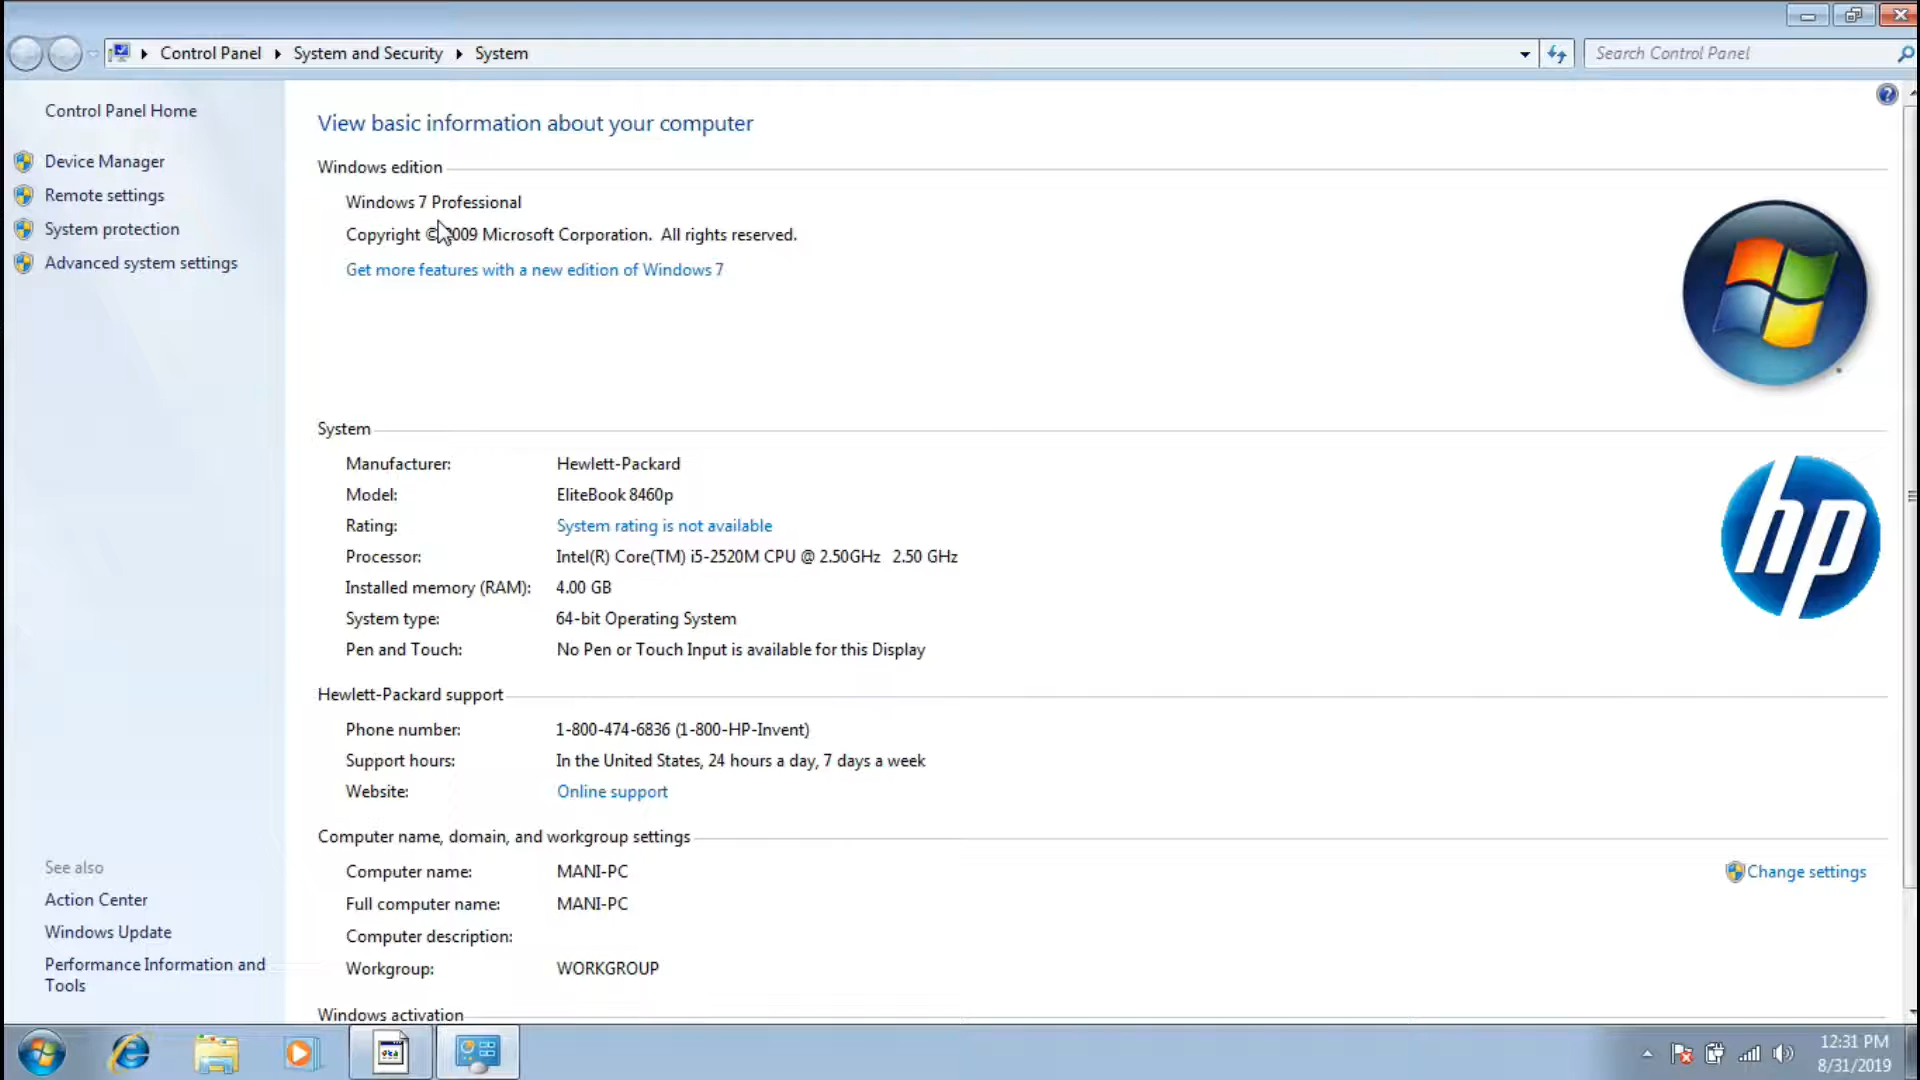 Control Panel System and Security System
Search Control Panel
Control Panel Home
Device Manager
Remote settings
System protection
Advanced system settings
See also
Action Center
Windows Update
Performance Information and
Tools
View basic information about your computer
Windows edition
Windows 7 Professional
Copyright © 2009 Microsoft Corporation. All rights reserved.
Get more features with a new edition of Windows 7
System
Manufacturer: Hewlett-Packard
Model: EliteBook 8460p
Rating: System rating is not available
Processor: Intel(R) Core(TM) i5-2520M CPU @ 2.50GHz 2.50 GHz
Installed memory (RAM): 4.00 GB
System type: 64-bit Operating System
Pen and Touch: No Pen or Touch Input is available for this Display
hp
Hewlett-Packard support
Phone number: 1-800-474-6836 (1-800-HP-Invent)
Support hours: In the United States, 24 hours a day, 7 days a week
Website: Online support
Computer name, domain, and workgroup settings
Computer name: MANI-PC
Change settings
Full computer name: MANI-PC
Computer description:
Workgroup: WORKGROUP
Windows activation
12:31 PM
8/31/2019